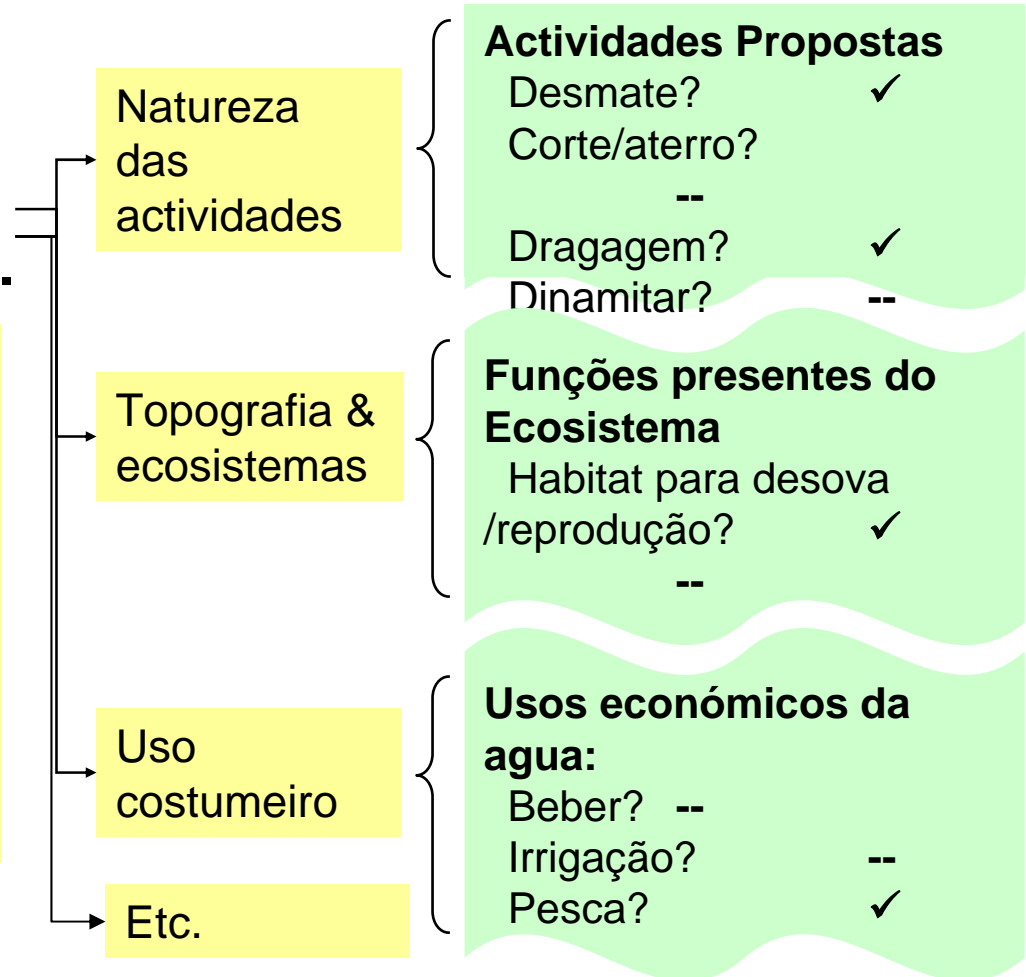 Natureza
das
actividades
Actividades Propostas
Desmate? ✓
Corte/aterro?
--
Dragagem? ✓
Dinamitar? --
Topografia &
ecosistemas
Funções presentes do
Ecosistema
Habitat para desova
/reprodução? ✓
--
Uso
costumeiro
Usos económicos da
agua:
Beber? --
Irrigação? --
Pesca? ✓
Etc.